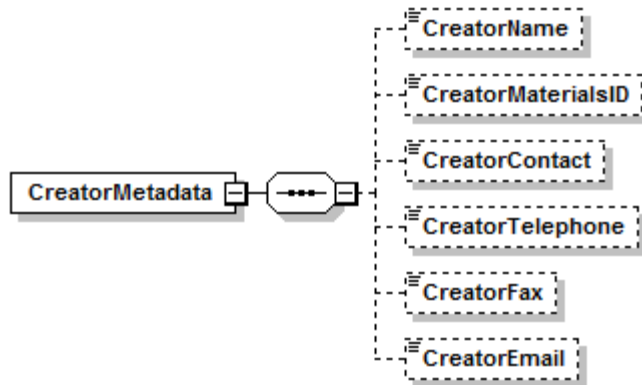 CreatorName
CreatorMaterialsID
CreatorContact
CreatorMetadata
CreatorTelephone
CreatorFax
CreatorEmail